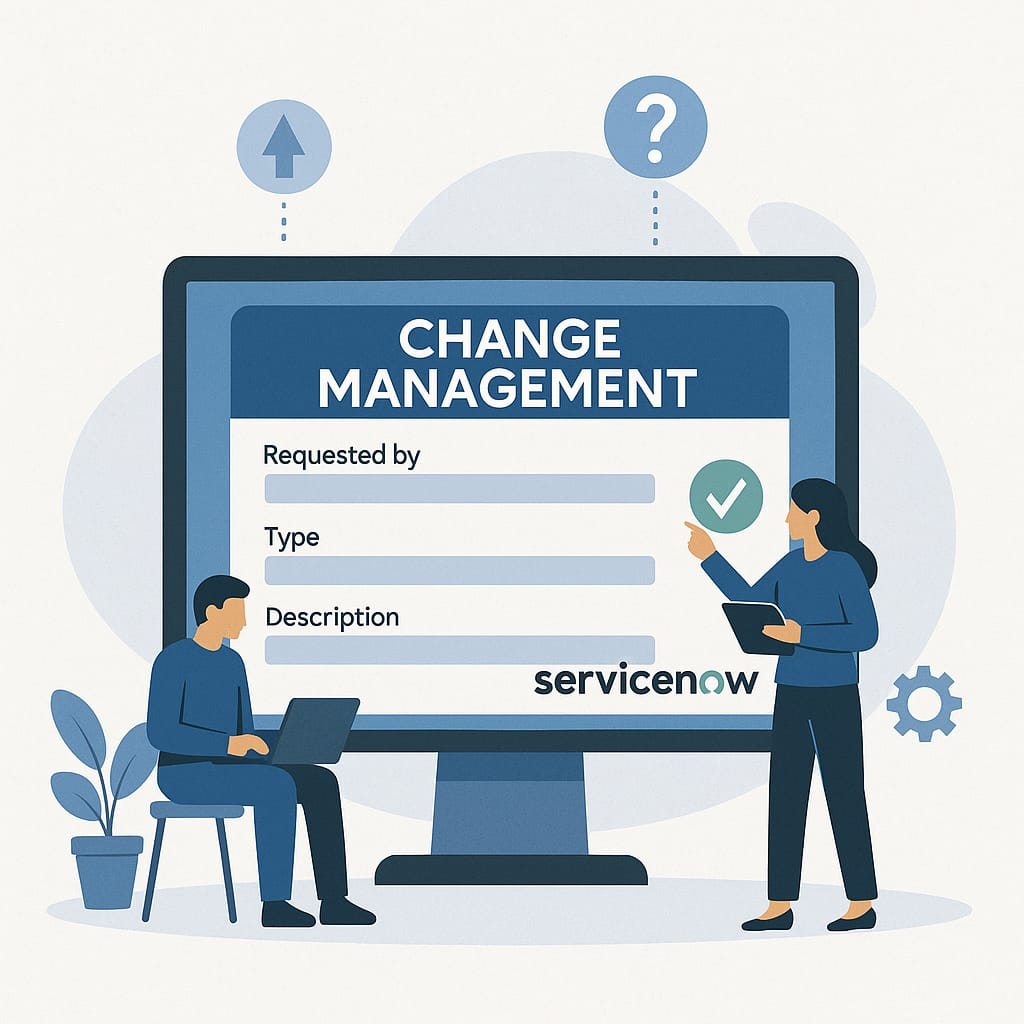 ?
CHANGE
MANAGEMENT
Requested by
Type
Description
servicenow